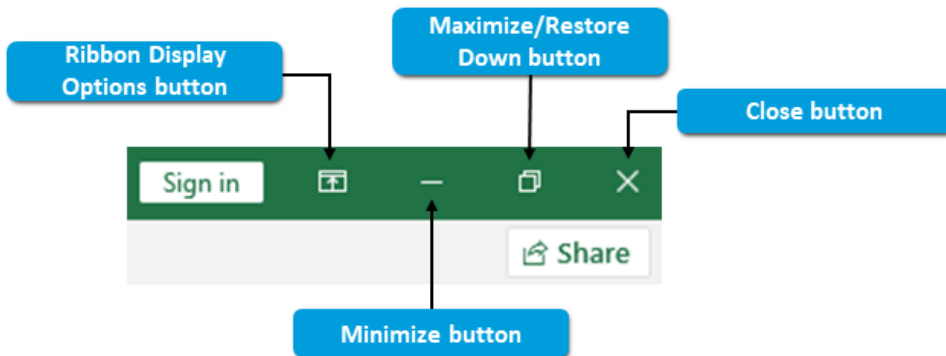 Maximize/Restore
Down button
Ribbon Display
Options button
Close button
Sign in
Share
Minimize button